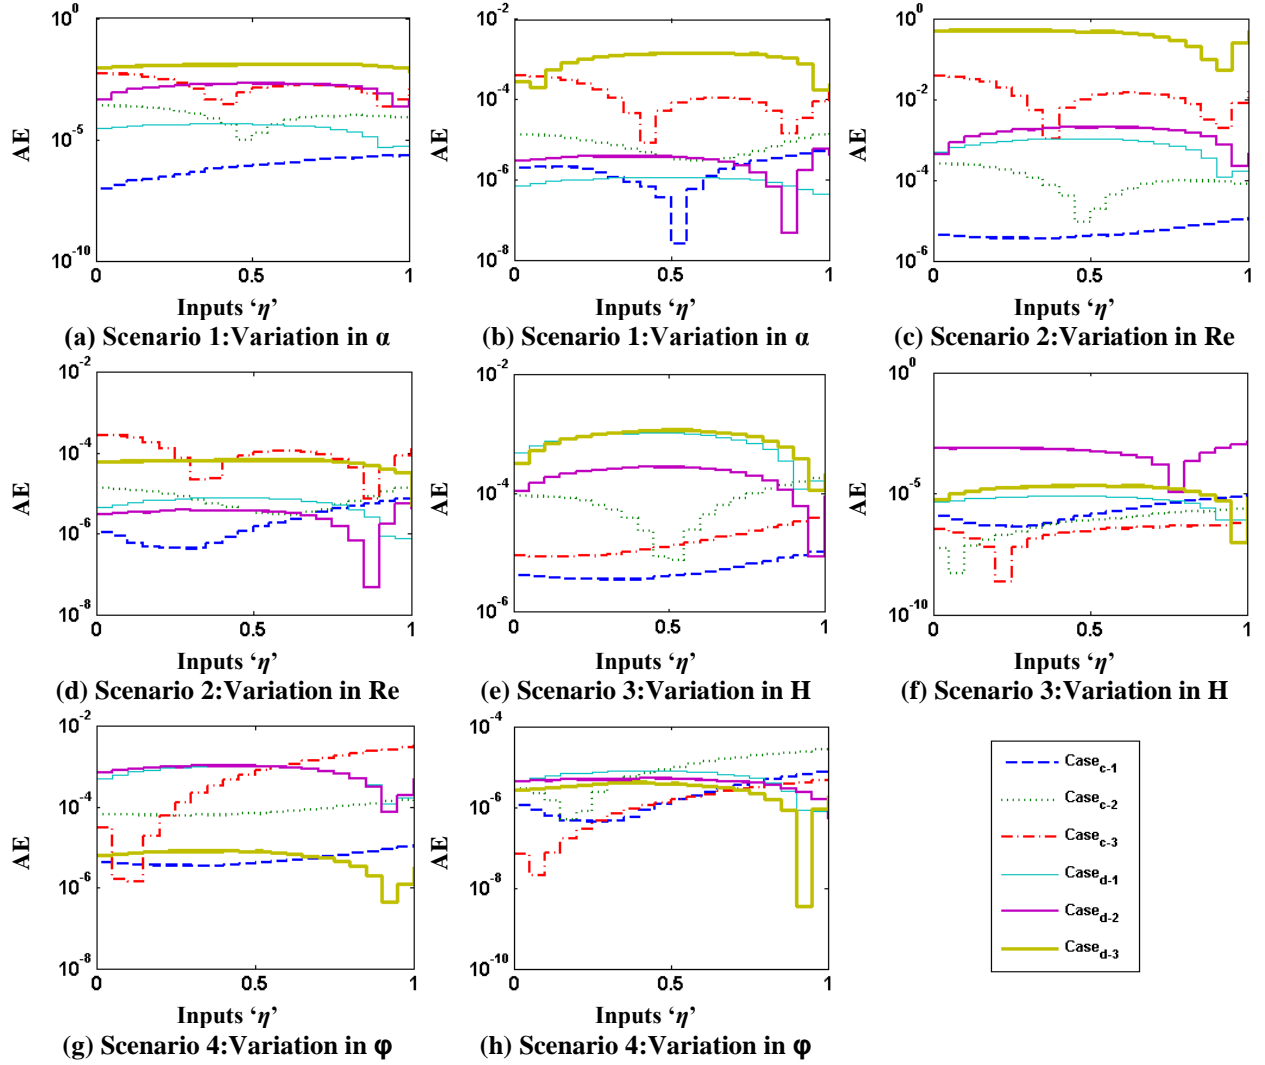 10^0
10^-5
10^-10
AE
0
0.5
1
Inputs ‘η’
(a) Scenario 1:Variation in α
10^-2
10^-4
10^-6
10^-8
AE
0
0.5
1
Inputs ‘η’
(b) Scenario 1:Variation in α
10^0
10^-2
10^-4
10^-6
AE
0
0.5
1
Inputs ‘η’
(c) Scenario 2:Variation in Re
10^-2
10^-4
10^-6
10^-8
AE
0
0.5
1
Inputs ‘η’
(d) Scenario 2:Variation in Re
10^-2
10^-4
10^-6
AE
0
0.5
1
Inputs ‘η’
(e) Scenario 3:Variation in H
10^0
10^-5
10^-10
AE
0
0.5
1
Inputs ‘η’
(f) Scenario 3:Variation in H
10^-2
10^-4
10^-6
10^-8
AE
0
0.5
1
Inputs ‘η’
(g) Scenario 4:Variation in φ
10^-4
10^-6
10^-8
10^-10
AE
0
0.5
1
Inputs ‘η’
(h) Scenario 4:Variation in φ
Case_c-1
Case_c-2
Case_c-3
Case_d-1
Case_d-2
Case_d-3